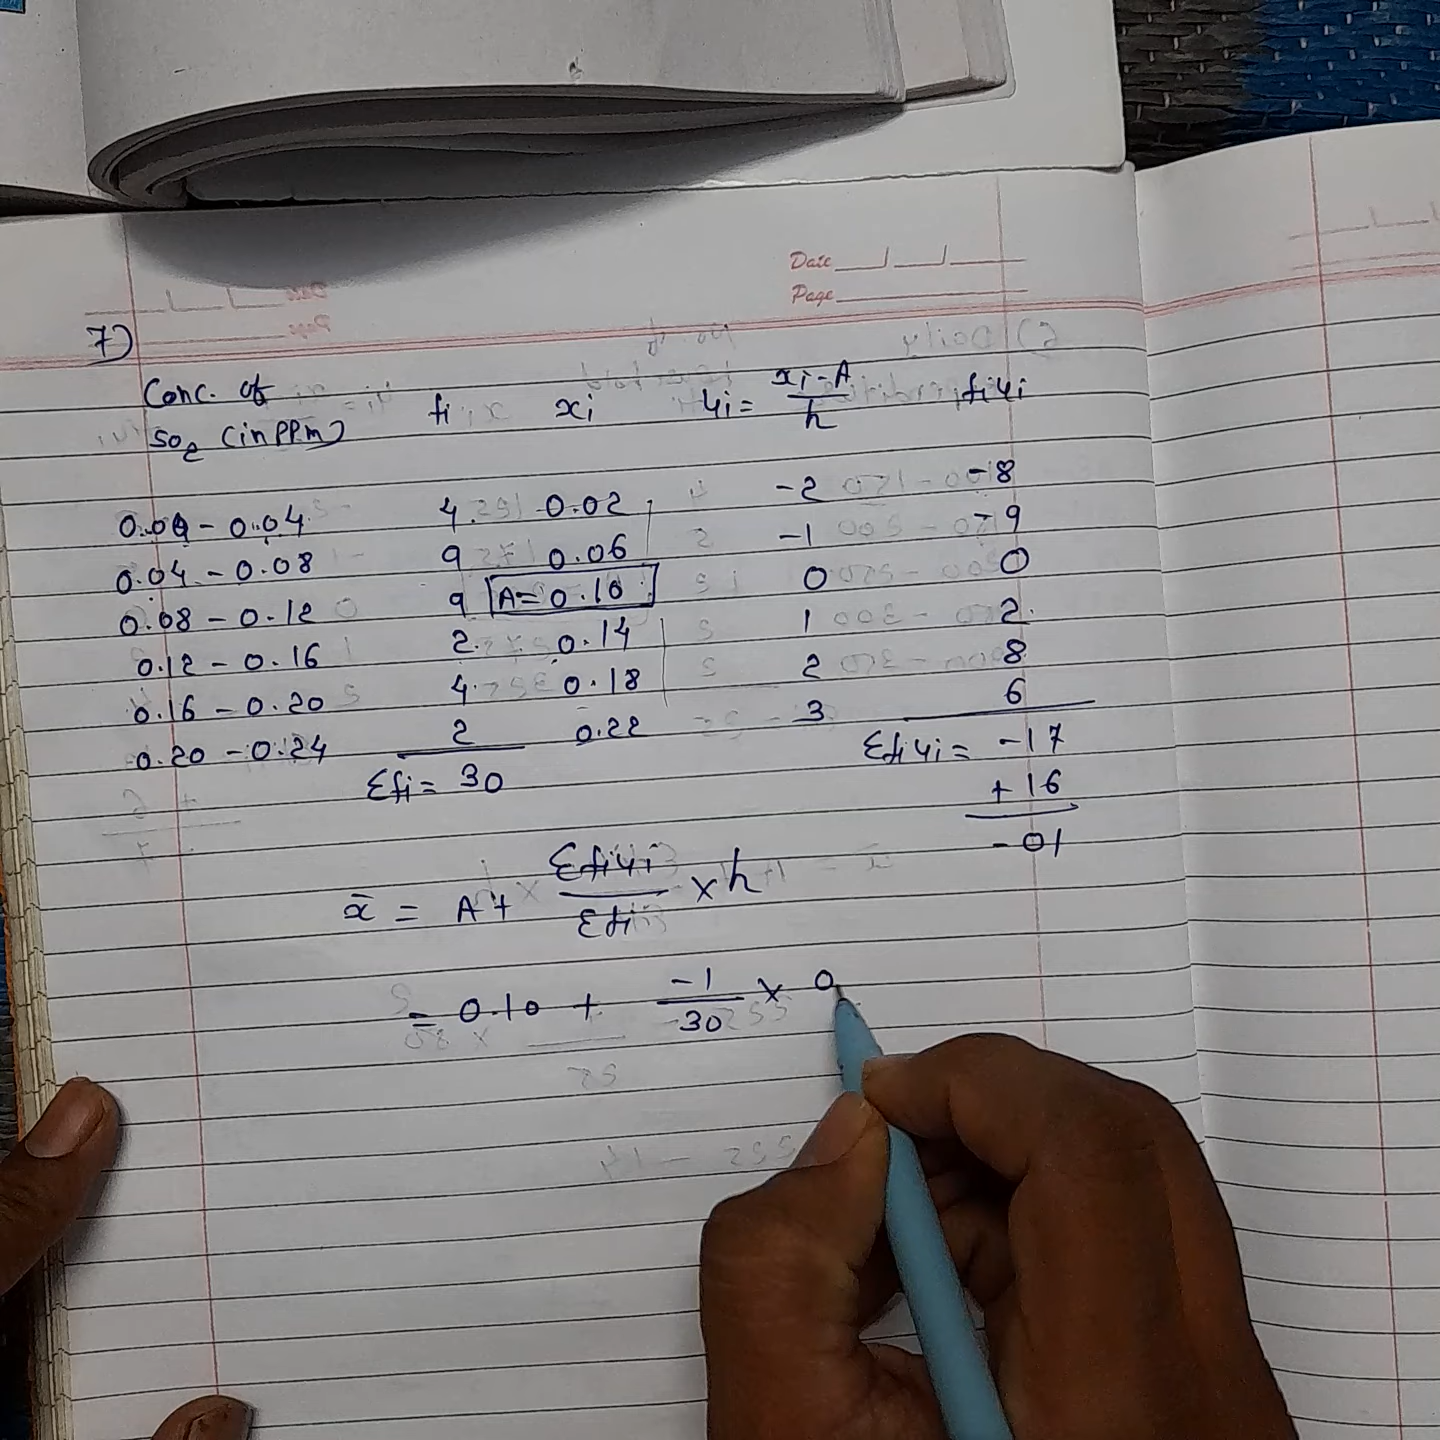 Date
Page
7)
Conc. of SO2 (in PPm) fi xi ui = xi - A / h fiui
0.00 - 0.04 4 0.02 -2 -8
0.04 - 0.08 9 0.06 -1 -9
0.08 - 0.12 9 A = 0.10 0 0
0.12 - 0.16 2 0.14 1 2
0.16 - 0.20 4 0.18 2 8
0.20 - 0.24 2 0.22 3 6
Σfi = 30 Σfiui = -17
+ 16
- 01
x̄ = A + Σfiui / Σfi × h
= 0.10 + -1 / 30 × 0.